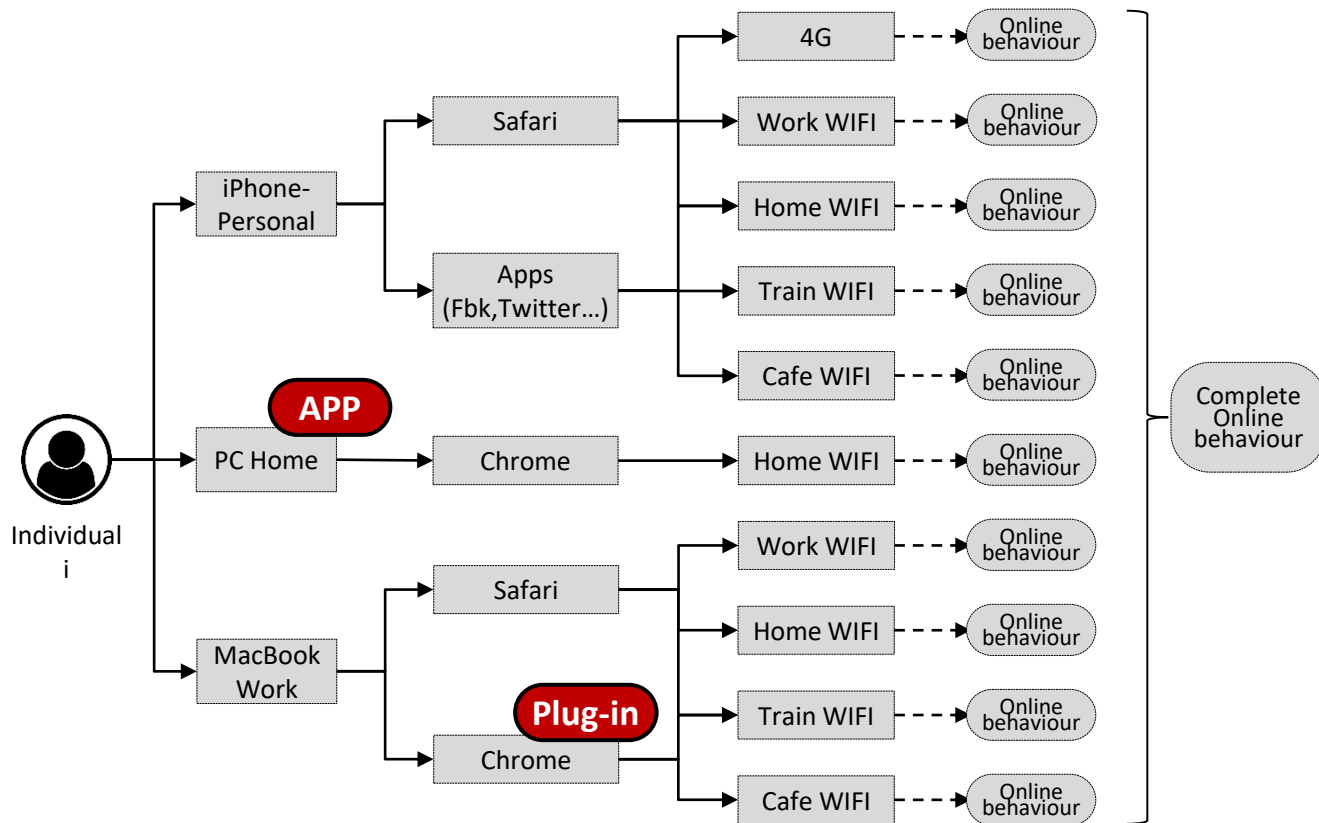 Individual
i
iPhone-
Personal
APP
PC Home
MacBook
Work
Safari
Apps
(Fbk,Twitter...)
Chrome
Safari
Plug-in
Chrome
4G
Work WIFI
Home WIFI
Train WIFI
Cafe WIFI
Home WIFI
Work WIFI
Home WIFI
Train WIFI
Cafe WIFI
Online
behaviour
Online
behaviour
Online
behaviour
Online
behaviour
Online
behaviour
Online
behaviour
Online
behaviour
Online
behaviour
Online
behaviour
Online
behaviour
Complete
Online
behaviour